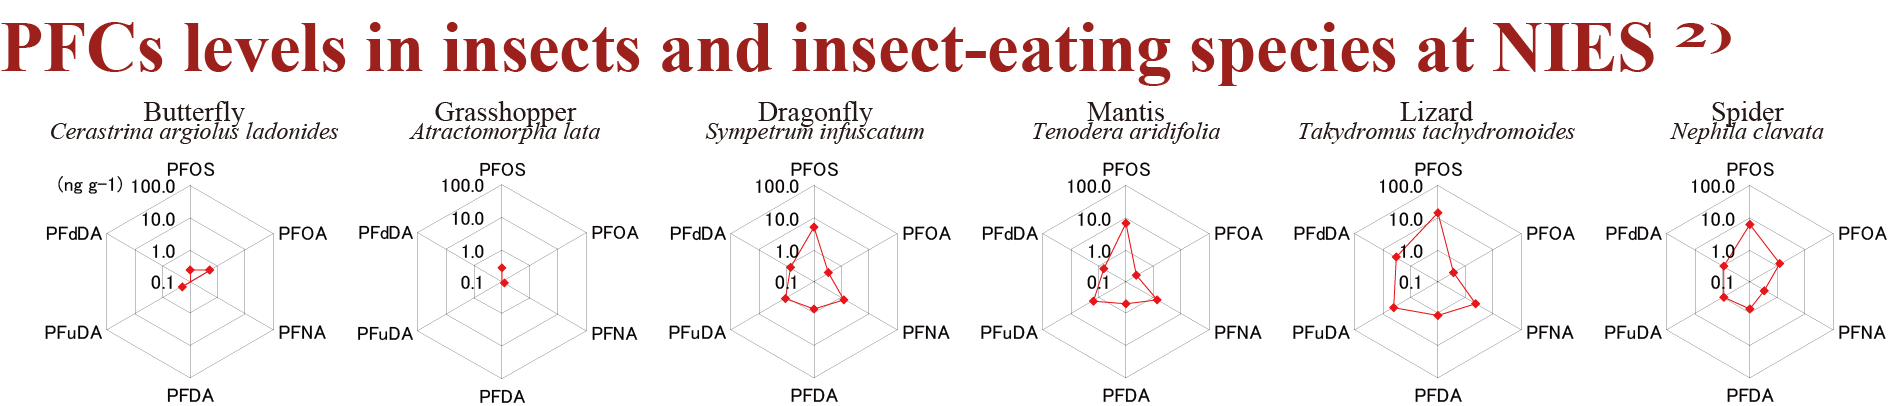 PFCs levels in insects and insect-eating species at NIES 2)
Butterfly
Cerastrina argiolus ladonides
(ng g-1)
PFOS
100.0
10.0
1.0
0.1
PFOA
PFNA
PFDA
PFuDA
PFdDA
Grasshopper
Atractomorpha lata
PFOS
100.0
10.0
1.0
0.1
PFOA
PFNA
PFDA
PFuDA
PFdDA
Dragonfly
Sympetrum infuscatum
PFOS
100.0
10.0
1.0
0.1
PFOA
PFNA
PFDA
PFuDA
PFdDA
Mantis
Tenodera aridifolia
PFOS
100.0
10.0
1.0
0.1
PFOA
PFNA
PFDA
PFuDA
PFdDA
Lizard
Takydromus tachydromoides
PFOS
100.0
10.0
1.0
0.1
PFOA
PFNA
PFDA
PFuDA
PFdDA
Spider
Nephila clavata
PFOS
100.0
10.0
1.0
0.1
PFOA
PFNA
PFDA
PFuDA
PFdDA